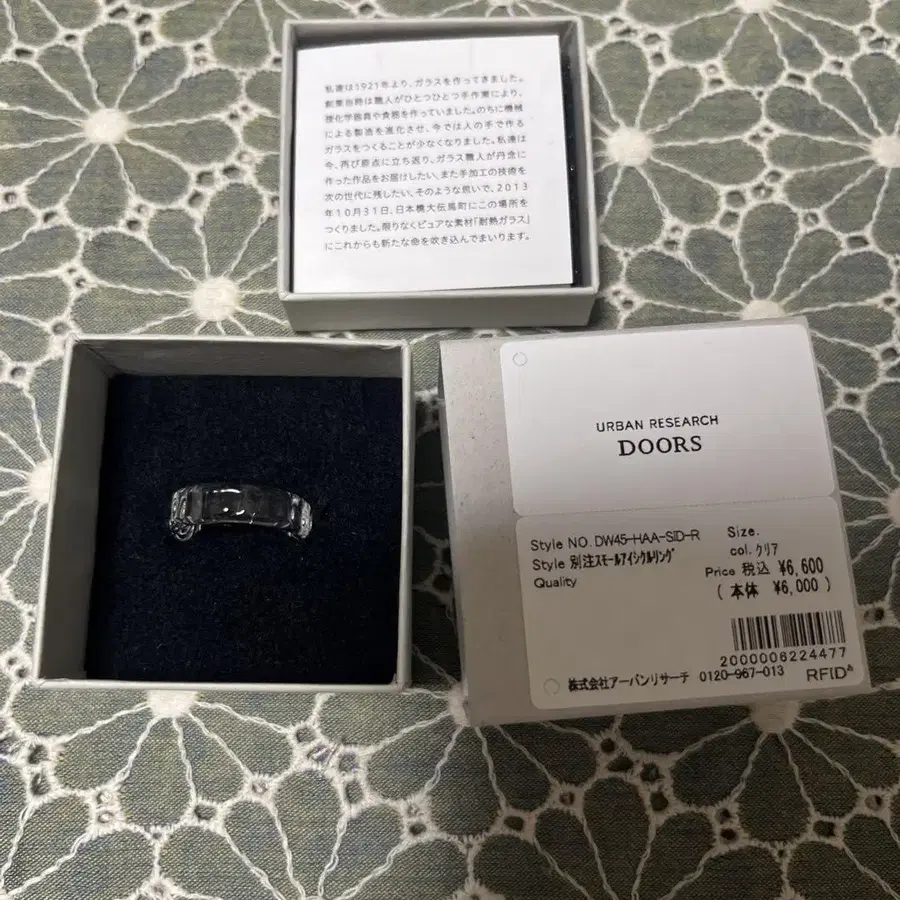 私達は1921年より、ガラスを作ってきました。
創業当時は職人がひとつひとつ手作業により、
理化学器具や食器を作っていました。のちに機械
による製造を進化させ、今では人の手で作る
ガラスをつくることが少なくなりました。私達は
今、再び原点に立ち返り、ガラス職人が丹念に
作った作品をお届けしたい、また手加工の技術を
次の世代に残したい、そのような思いで、2013
年10月31日、日本橋大伝馬町にこの場所を
つくりました。限りなくピュアな素材「耐熱ガラス」
にこれからも新たな命を吹き込んでまいります。
URBAN RESEARCH
DOORS
Style NO. DW45-HAA-SID-R Size.
Style 別注スモールアイシクルリング col. クリア
Quality Price 税込 ¥6,600
( 本体 ¥6,000 )
2000006224477
株式会社アーバンリサーチ 0120-967-013 RFID